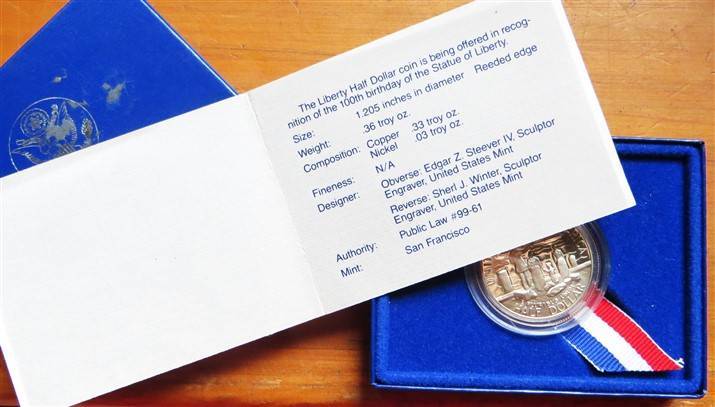 The Liberty Half Dollar coin is being offered in recog-
nition of the 100th birthday of the Statue of Liberty.
Size: 1.205 inches in diameter Reeded edge
Weight: .36 troy oz.
Composition: Copper .33 troy oz.
Nickel .03 troy oz.
Fineness: N/A
Designer: Obverse: Edgar Z. Steever IV, Sculptor
Engraver, United States Mint
Reverse: Sherl J. Winter, Sculptor
Engraver, United States Mint
Authority: Public Law #99-61
Mint: San Francisco
HALF DOLLAR